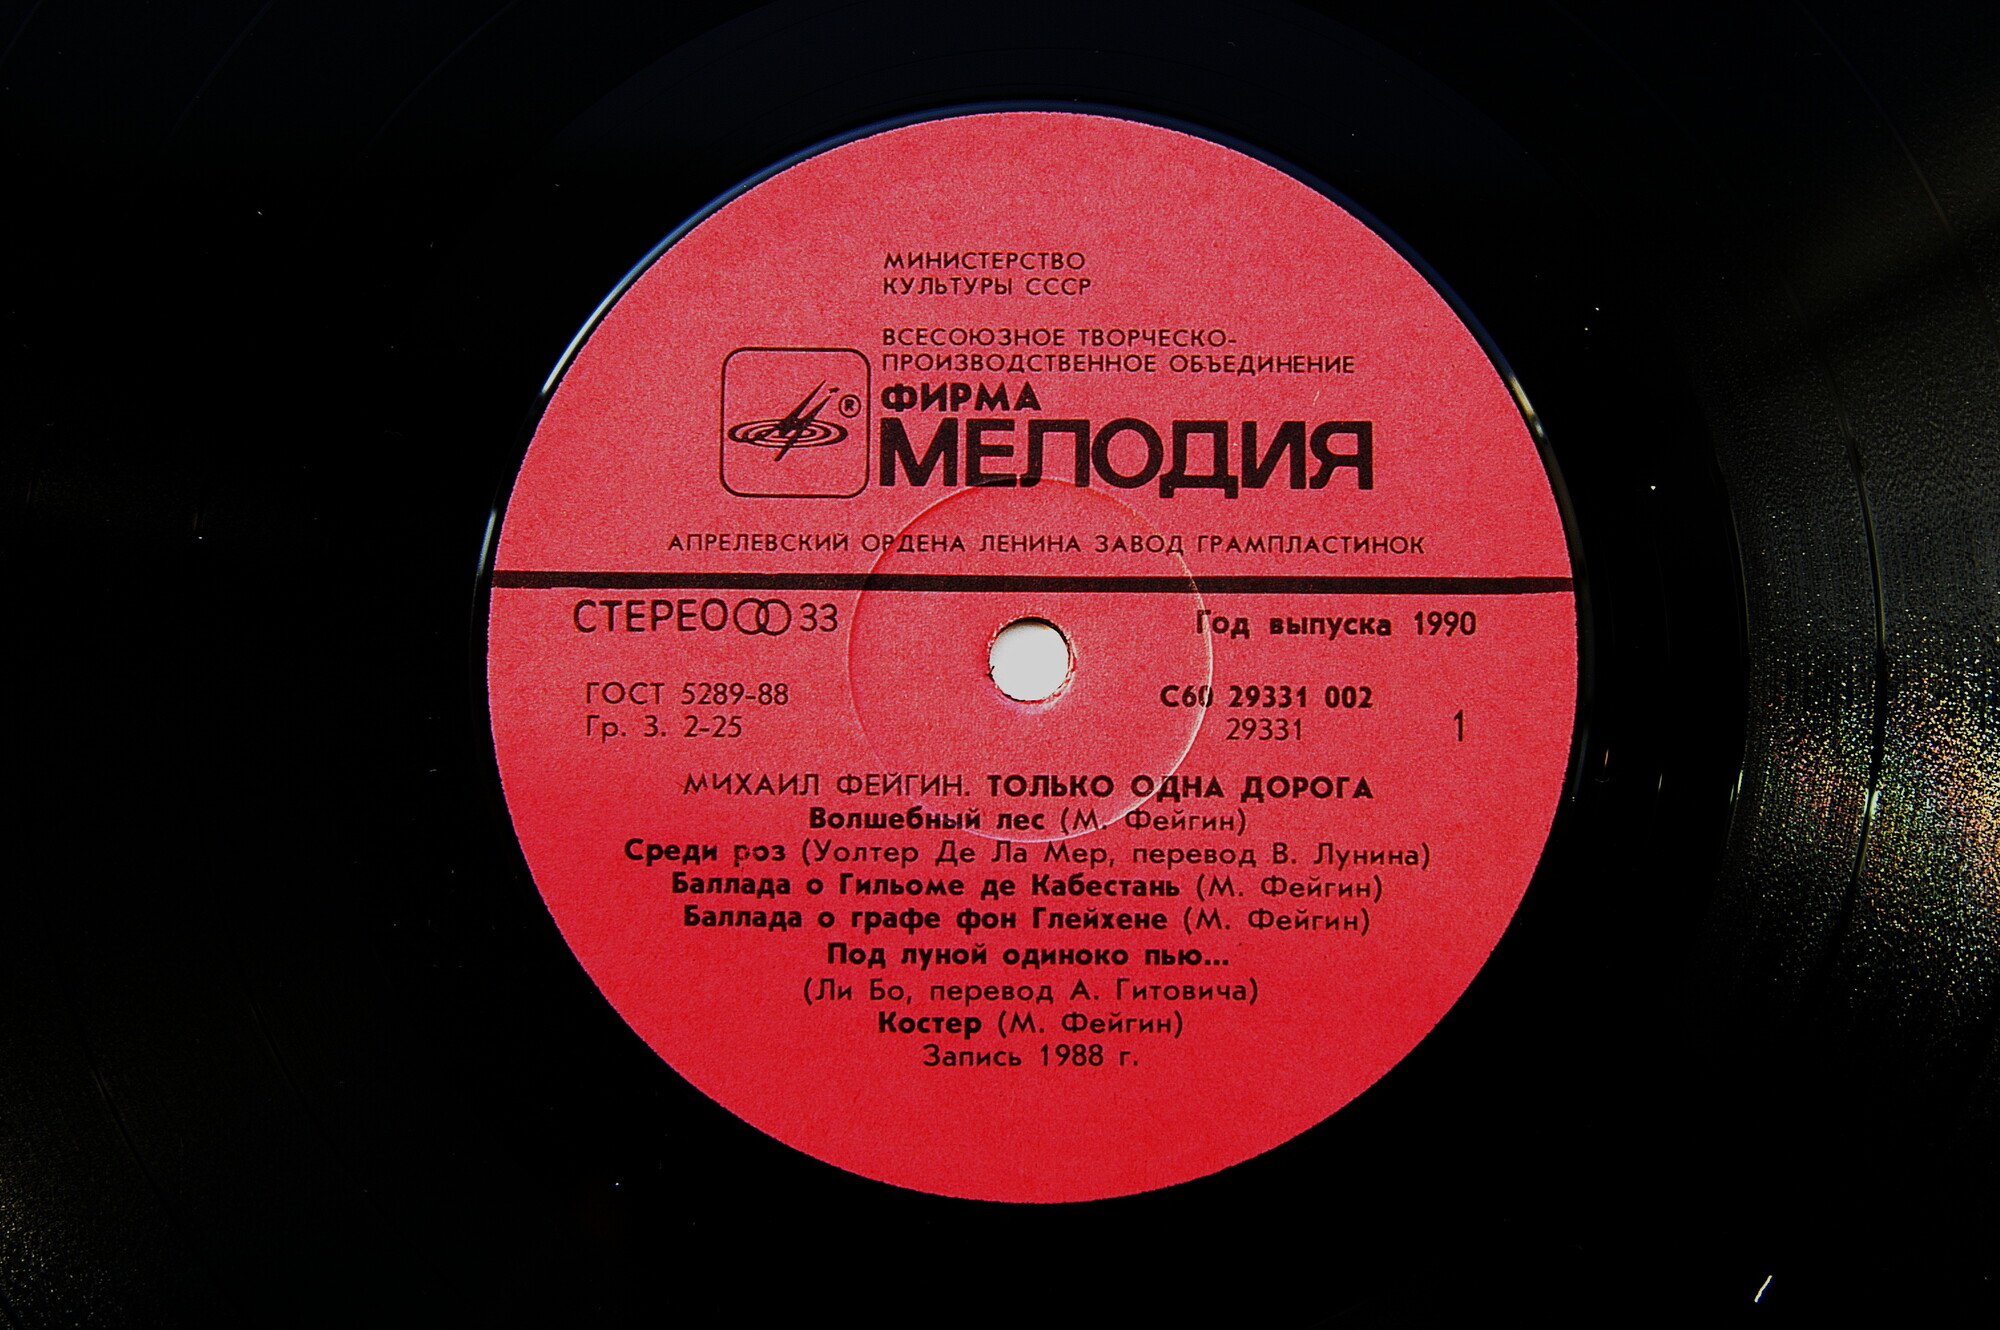 МИНИСТЕРСТВО
КУЛЬТУРЫ СССР
ВСЕСОЮЗНОЕ ТВОРЧЕСКО-
ПРОИЗВОДСТВЕННОЕ ОБЪЕДИНЕНИЕ
ФИРМА
®
МЕЛОДИЯ
АПРЕЛЕВСКИЙ ОРДЕНА ЛЕНИНА ЗАВОД ГРАМПЛАСТИНОК
СТЕРЕО 33
Год выпуска 1990
ГОСТ 5289-88
С60 29331 002
Гр. 3. 2-25
29331
1
МИХАИЛ ФЕЙГИН. ТОЛЬКО ОДНА ДОРОГА
Волшебный лес (М. Фейгин)
Среди роз (Уолтер Де Ла Мер, перевод В. Лунина)
Баллада о Гильоме де Кабестань (М. Фейгин)
Баллада о графе фон Глейхене (М. Фейгин)
Под луной одиноко пью...
(Ли Бо, перевод А. Гитовича)
Костер (М. Фейгин)
Запись 1988 г.